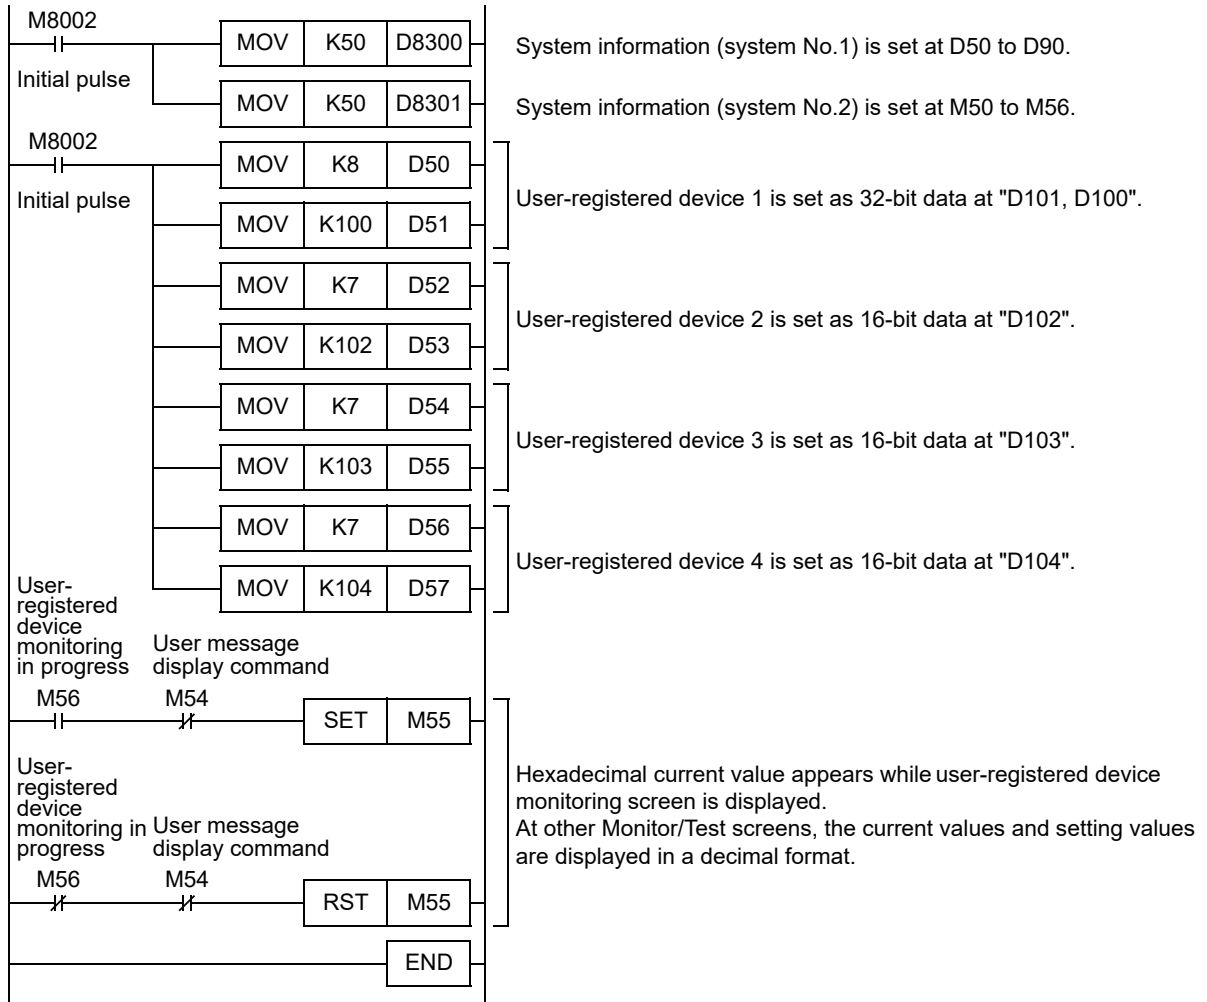 M8002
MOV K50 D8300
System information (system No.1) is set at D50 to D90.
Initial pulse
MOV K50 D8301
System information (system No.2) is set at M50 to M56.
M8002
MOV K8 D50
Initial pulse
User-registered device 1 is set as 32-bit data at "D101, D100".
MOV K100 D51
MOV K7 D52
User-registered device 2 is set as 16-bit data at "D102".
MOV K102 D53
MOV K7 D54
User-registered device 3 is set as 16-bit data at "D103".
MOV K103 D55
MOV K7 D56
User-registered device 4 is set as 16-bit data at "D104".
MOV K104 D57
User-
registered
device
monitoring
in progress
User message
display command
M56 M54
SET M55
User-
registered
device
monitoring in
progress
User message
display command
Hexadecimal current value appears while user-registered device
monitoring screen is displayed.
At other Monitor/Test screens, the current values and setting values
are displayed in a decimal format.
M56 M54
RST M55
END